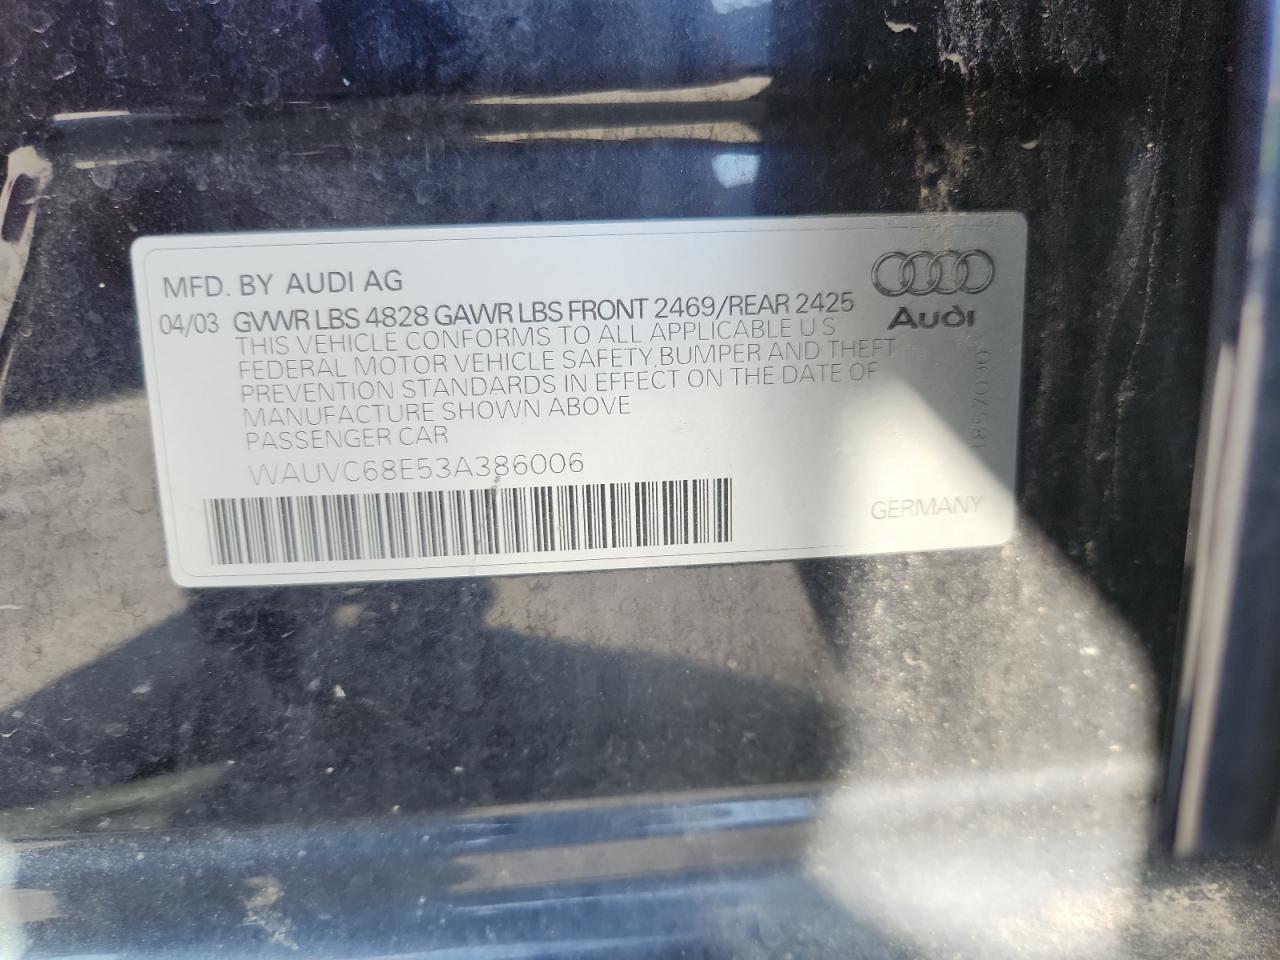 MFD. BY AUDI AG
04/03 GVWR LBS 4828 GAWR LBS FRONT 2469/REAR 2425
THIS VEHICLE CONFORMS TO ALL APPLICABLE U S
FEDERAL MOTOR VEHICLE SAFETY, BUMPER AND THEFT
PREVENTION STANDARDS IN EFFECT ON THE DATE OF
MANUFACTURE SHOWN ABOVE
PASSENGER CAR
WAUVC68E53A386006
Audi
GERMANY